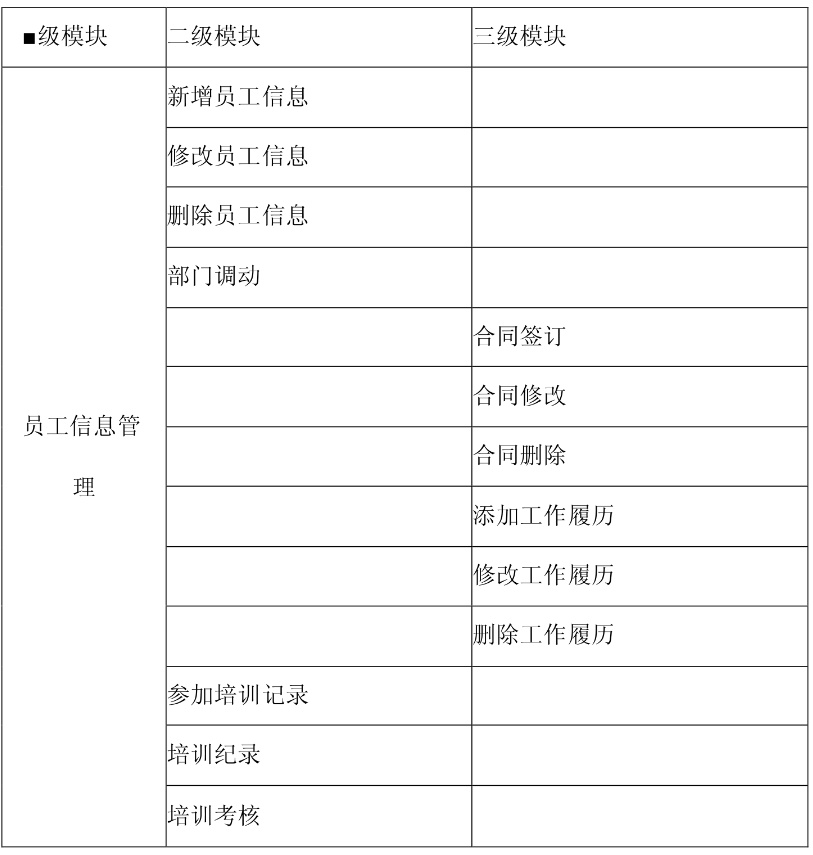 ■级模块 二级模块 三级模块
新增员工信息
修改员工信息
删除员工信息
部门调动
合同签订
合同修改
员工信息管
合同删除
理
添加工作履历
修改工作履历
删除工作履历
参加培训记录
培训纪录
培训考核